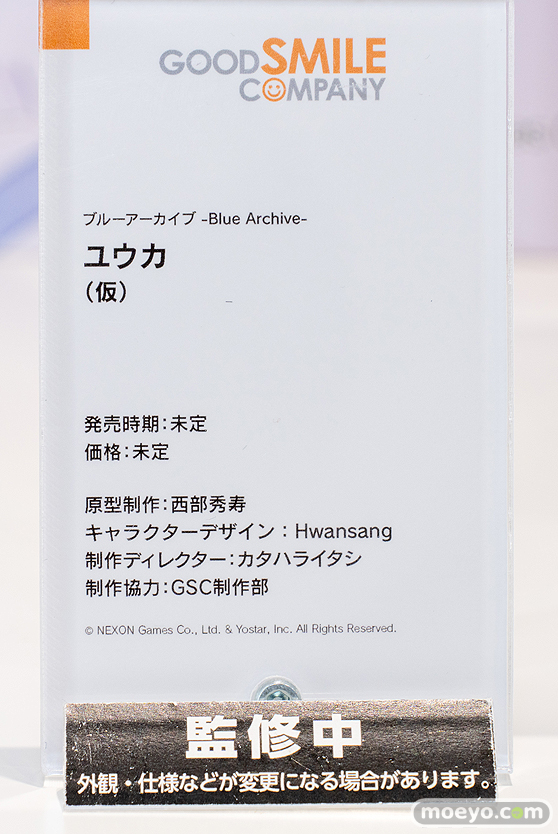 GOODSMILE
COMPANY
ブルーアーカイブ -Blue Archive-
ユウカ
(仮)
発売時期:未定
価格:未定
原型制作:西部秀寿
キャラクターデザイン:Hwansang
制作ディレクター:カタハライタシ
制作協力:GSC制作部
© NEXON Games Co., Ltd. & Yostar, Inc. All Rights Reserved.
監修中
外観・仕様などが変更になる場合があります。
moeyo.com